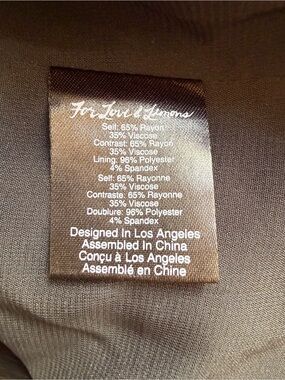 For Love & Lemons
Self: 65% Rayon
35% Viscose
Contrast: 65% Rayon
35% Viscose
Lining: 96% Polyester
4% Spandex
Self: 65% Rayonne
35% Viscose
Contraste: 65% Rayonne
35% Viscose
Doublure: 96% Polyester
4% Spandex
Designed In Los Angeles
Assembled In China
Conçu à Los Angeles
Assemblé en Chine